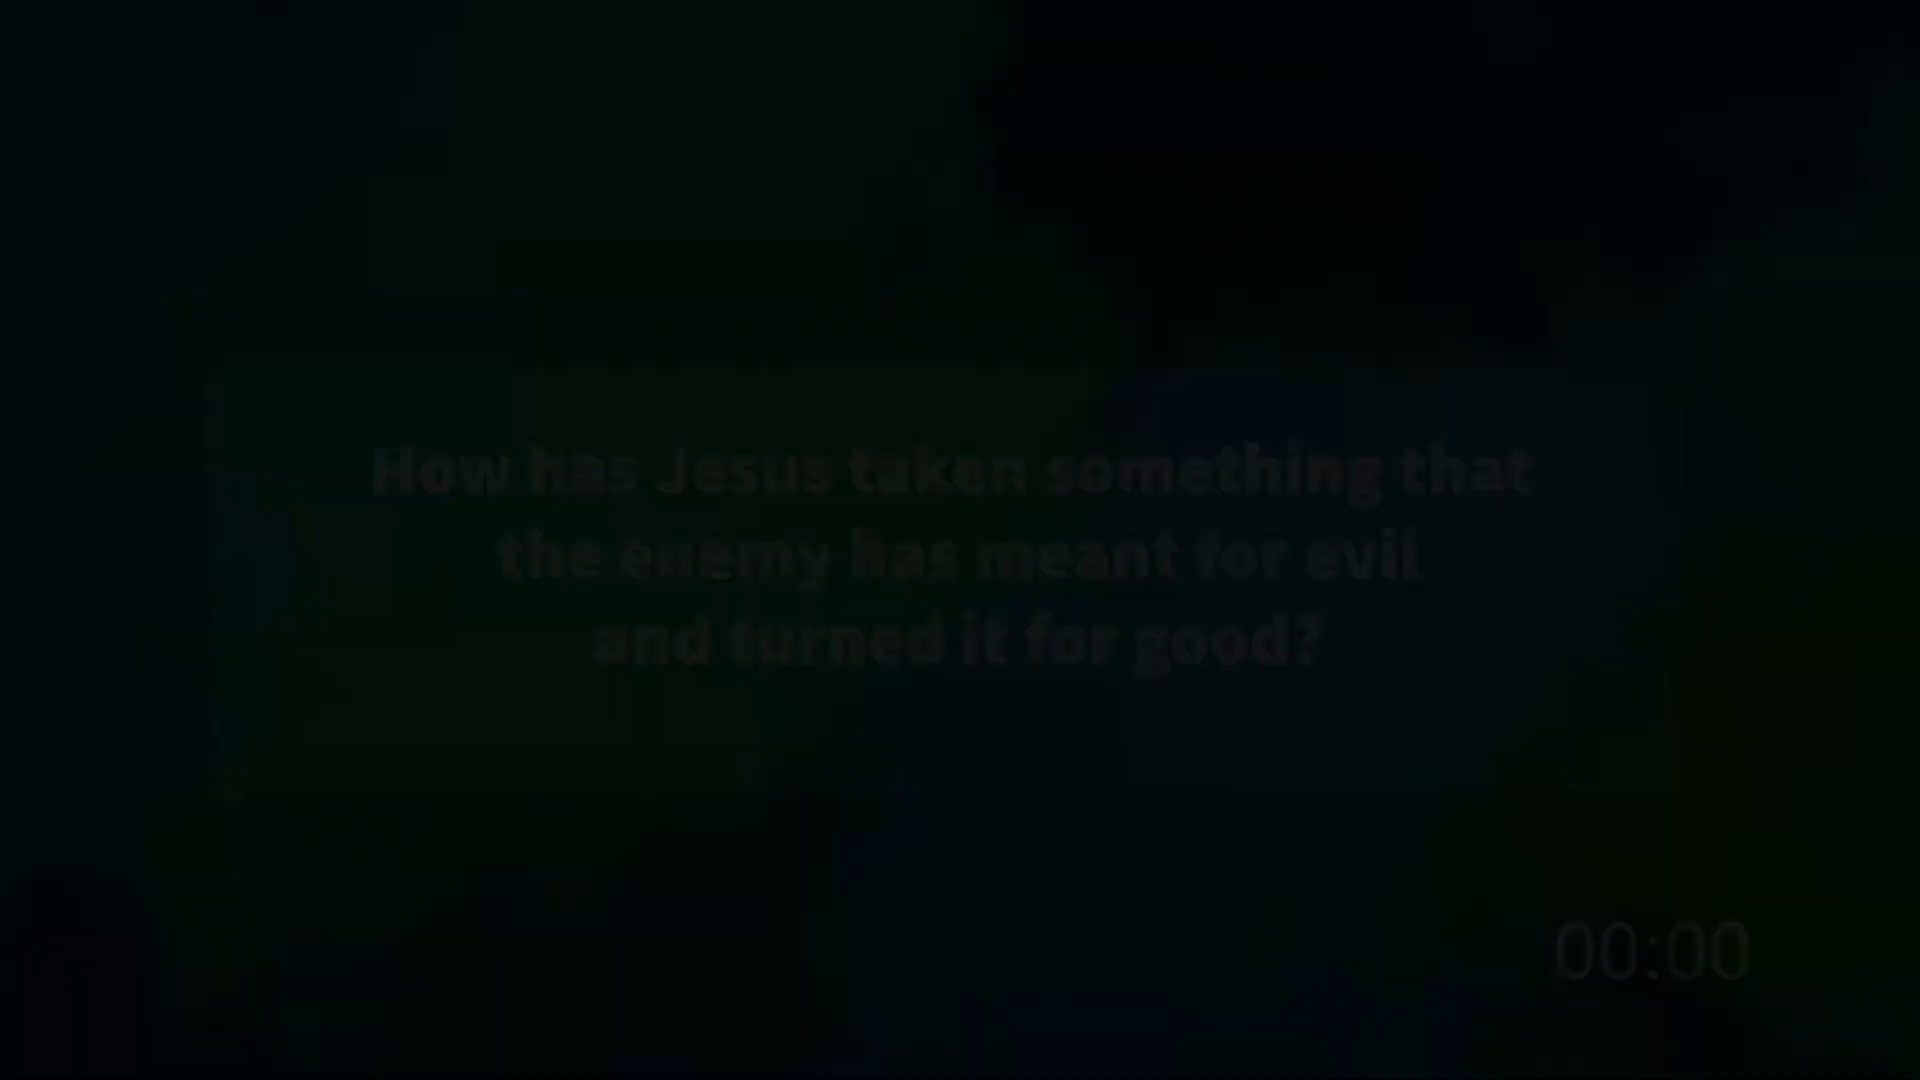 How has Jesus taken something that
the enemy has meant for evil
and turned it for good?
00:00